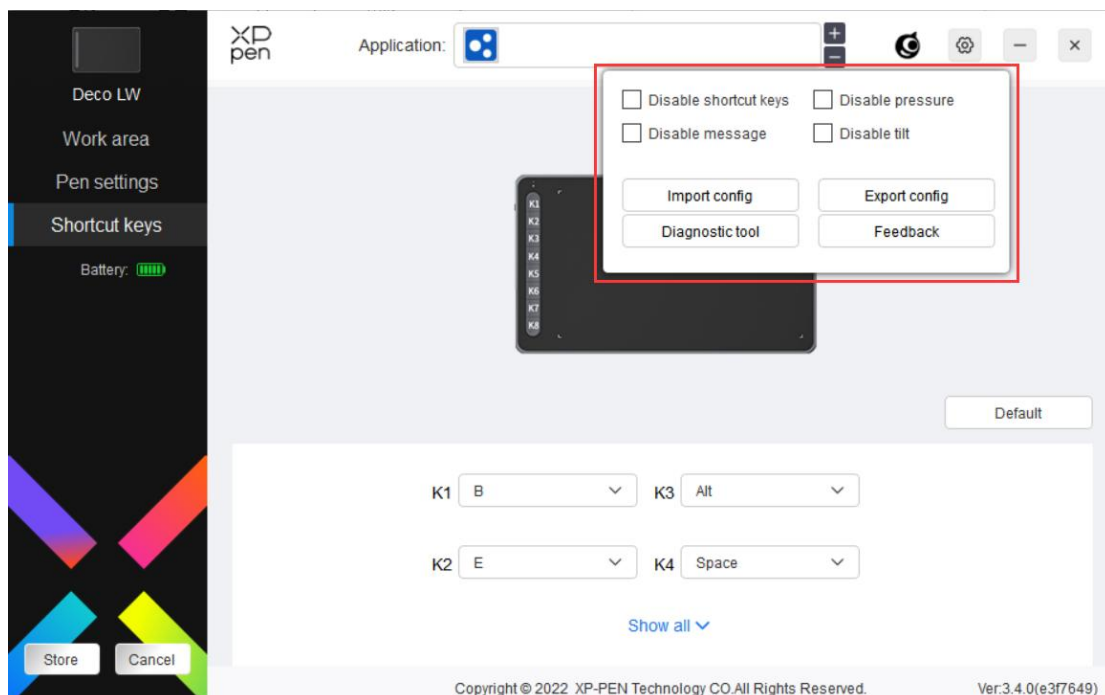 XP
pen
Application:
+
−
Deco LW
Work area
Pen settings
Shortcut keys
Battery:
Disable shortcut keys
Disable pressure
Disable message
Disable tilt
Import config
Export config
Diagnostic tool
Feedback
K1
K2
K3
K4
K5
K6
K7
K8
Default
K1 B
K3 Alt
K2 E
K4 Space
Show all
Store
Cancel
Copyright © 2022 XP-PEN Technology CO.All Rights Reserved.
Ver:3.4.0(e3f7649)